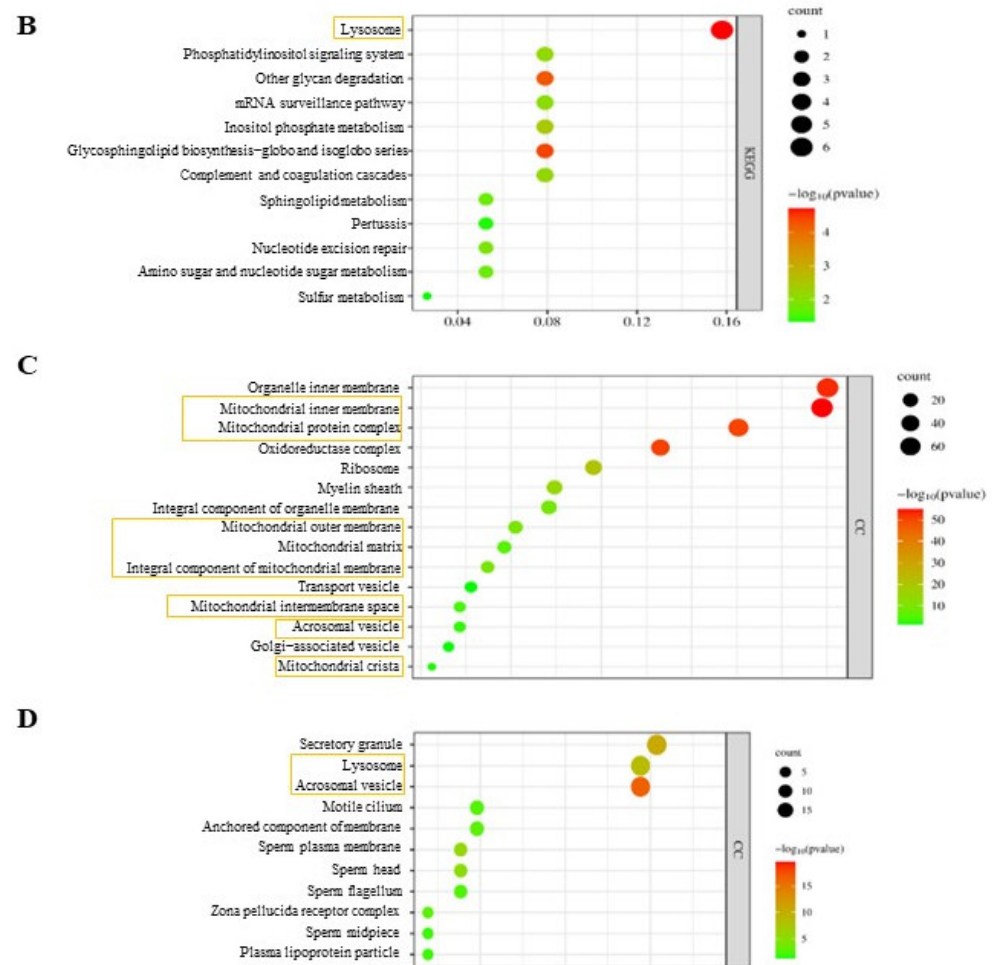 B
Lysosome
Phosphatidylinositol signaling system
Other glycan degradation
mRNA surveillance pathway
Inositol phosphate metabolism
Glycosphingolipid biosynthesis−globo and isoglobo series
Complement and coagulation cascades
Sphingolipid metabolism
Pertussis
Nucleotide excision repair
Amino sugar and nucleotide sugar metabolism
Sulfur metabolism
0.04 0.08 0.12 0.16
KEGG
count
1
2
3
4
5
6
−log10(pvalue)
4
3
2
C
Organelle inner membrane
Mitochondrial inner membrane
Mitochondrial protein complex
Oxidoreductase complex
Ribosome
Myelin sheath
Integral component of organelle membrane
Mitochondrial outer membrane
Mitochondrial matrix
Integral component of mitochondrial membrane
Transport vesicle
Mitochondrial intermembrane space
Acrosomal vesicle
Golgi−associated vesicle
Mitochondrial crista
CC
count
20
40
60
−log10(pvalue)
50
40
30
20
10
D
Secretory granule
Lysosome
Acrosomal vesicle
Motile cilium
Anchored component of membrane
Sperm plasma membrane
Sperm head
Sperm flagellum
Zona pellucida receptor complex
Sperm midpiece
Plasma lipoprotein particle
CC
count
5
10
15
−log10(pvalue)
15
10
5